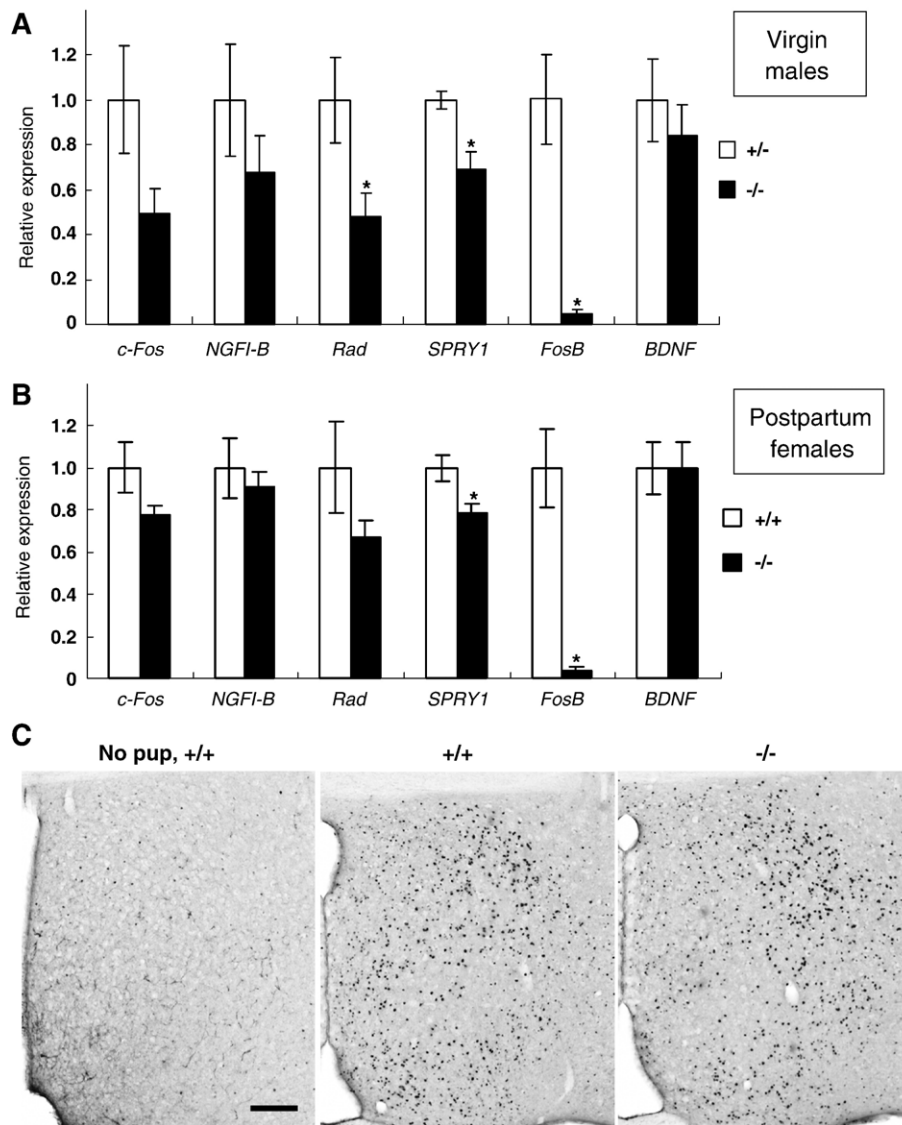 A
Virgin
males
Relative expression
1.2
1.0
0.8
0.6
0.4
0.2
0
*
*
*
+/-
-/-
c-Fos NGFI-B Rad SPRY1 FosB BDNF
B
Postpartum
females
Relative expression
1.2
1.0
0.8
0.6
0.4
0.2
0
*
*
+/+
-/-
c-Fos NGFI-B Rad SPRY1 FosB BDNF
C
No pup, +/+ +/+ -/-